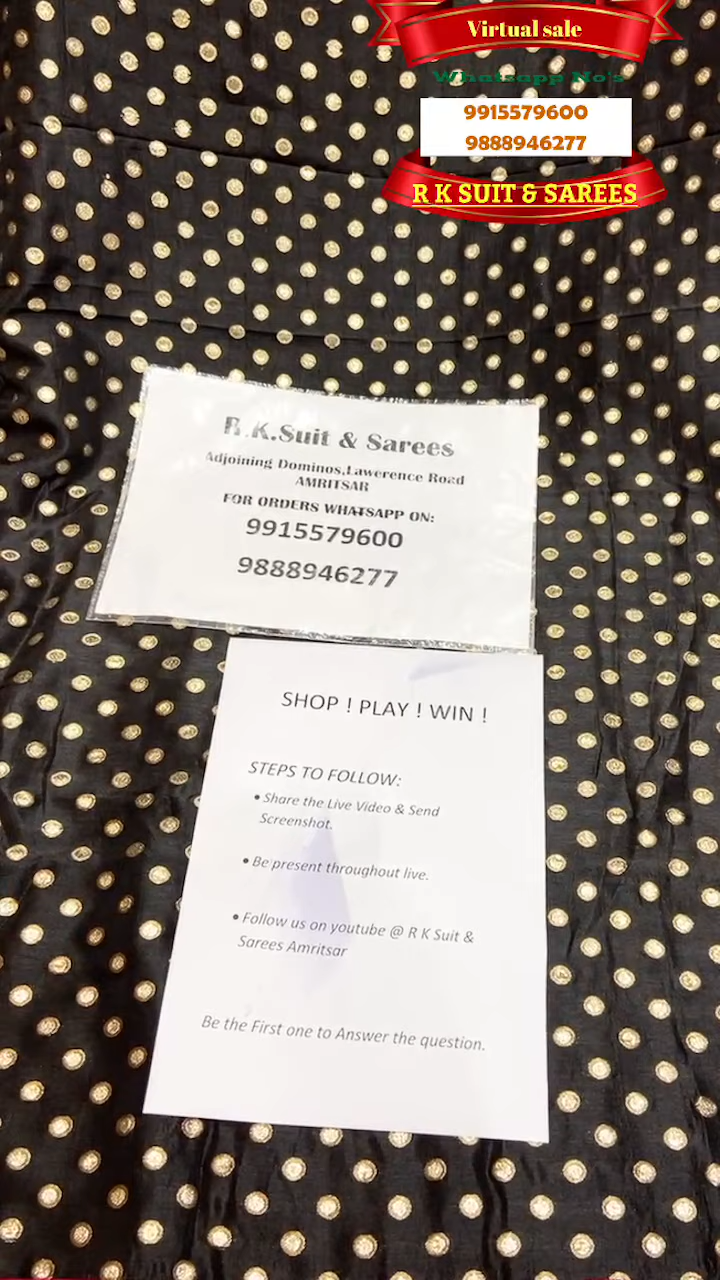 Virtual sale
Whatsapp No's
9915579600
9888946277
R K SUIT & SAREES
R.K.Suit & Sarees
Adjoining Dominos,Lawerence Road
AMRITSAR
FOR ORDERS WHATSAPP ON:
9915579600
9888946277
SHOP ! PLAY ! WIN !
STEPS TO FOLLOW:
• Share the Live Video & Send
Screenshot.
• Be present throughout live.
• Follow us on youtube @ R K Suit &
Sarees Amritsar
Be the First one to Answer the question.